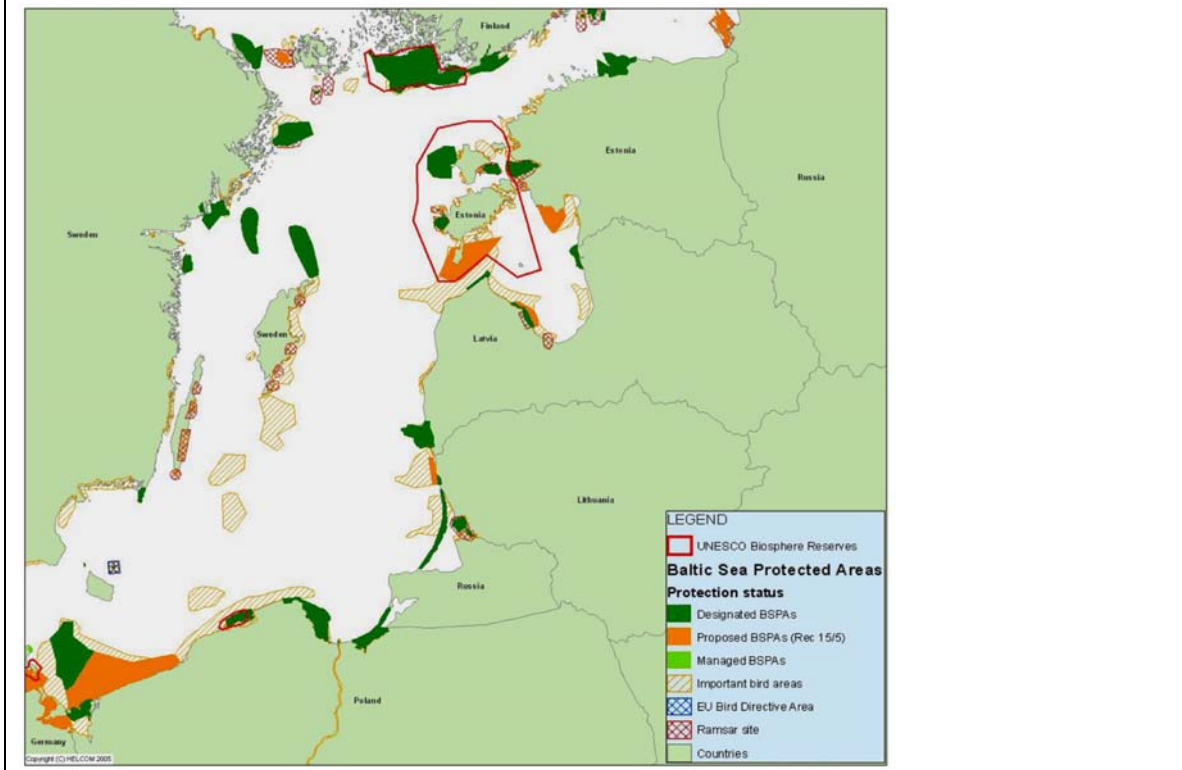 Finland
Estonia
Russia
Sweden
Estonia
Sweden
Latvia
Lithuania
LEGEND
UNESCO Biosphere Reserves
Baltic Sea Protected Areas
Protection status
Designated BSPAs
Proposed BSPAs (Rec 15/5)
Managed BSPAs
Important bird areas
EU Bird Directive Area
Ramsar site
Countries
Russia
Poland
Germany
Copyright (C) HELCOM 2005